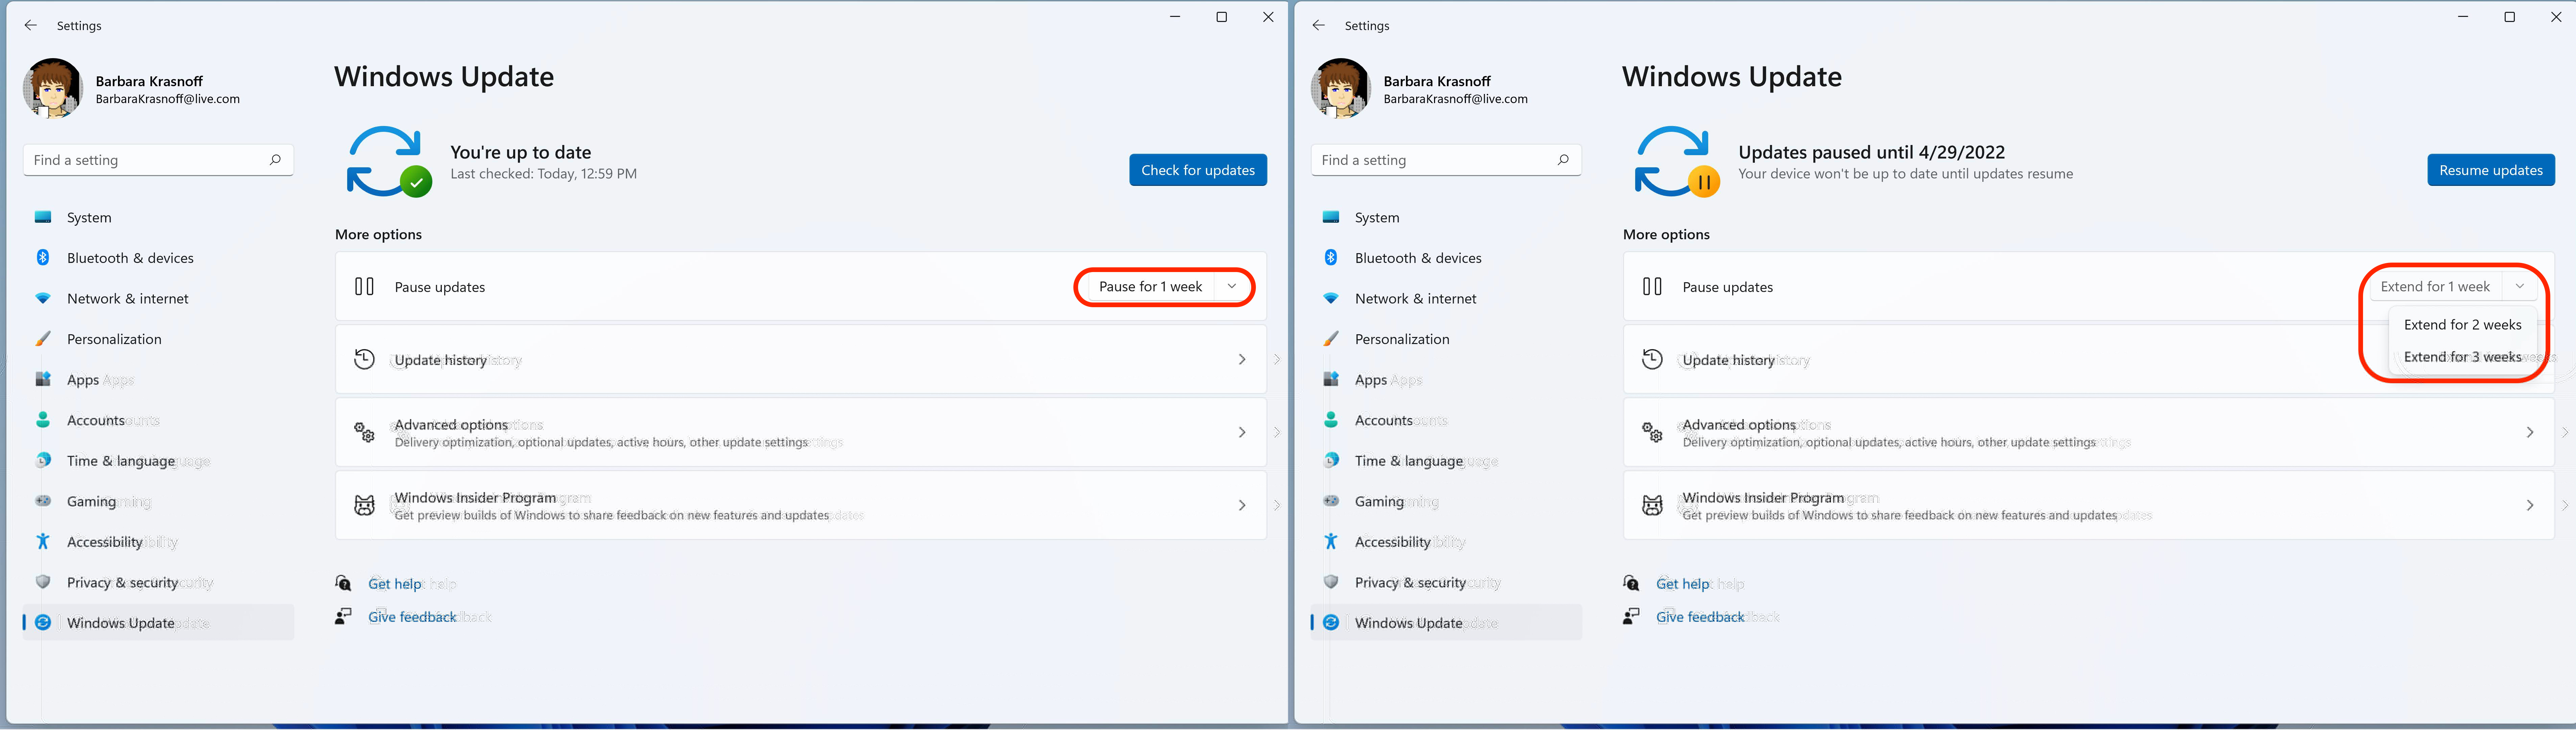 Settings
Barbara Krasnoff
BarbaraKrasnoff@live.com
Find a setting
System
Bluetooth & devices
Network & internet
Personalization
Apps
Accounts
Time & language
Gaming
Accessibility
Privacy & security
Windows Update
Windows Update
You're up to date
Last checked: Today, 12:59 PM
Check for updates
More options
Pause updates
Pause for 1 week
Update history
Advanced options
Delivery optimization, optional updates, active hours, other update settings
Windows Insider Program
Get preview builds of Windows to share feedback on new features and updates
Get help
Give feedback
Settings
Barbara Krasnoff
BarbaraKrasnoff@live.com
Find a setting
System
Bluetooth & devices
Network & internet
Personalization
Apps
Accounts
Time & language
Gaming
Accessibility
Privacy & security
Windows Update
Windows Update
Updates paused until 4/29/2022
Your device won't be up to date until updates resume
Resume updates
More options
Pause updates
Extend for 1 week
Extend for 2 weeks
Extend for 3 weeks
Update history
Advanced options
Delivery optimization, optional updates, active hours, other update settings
Windows Insider Program
Get preview builds of Windows to share feedback on new features and updates
Get help
Give feedback